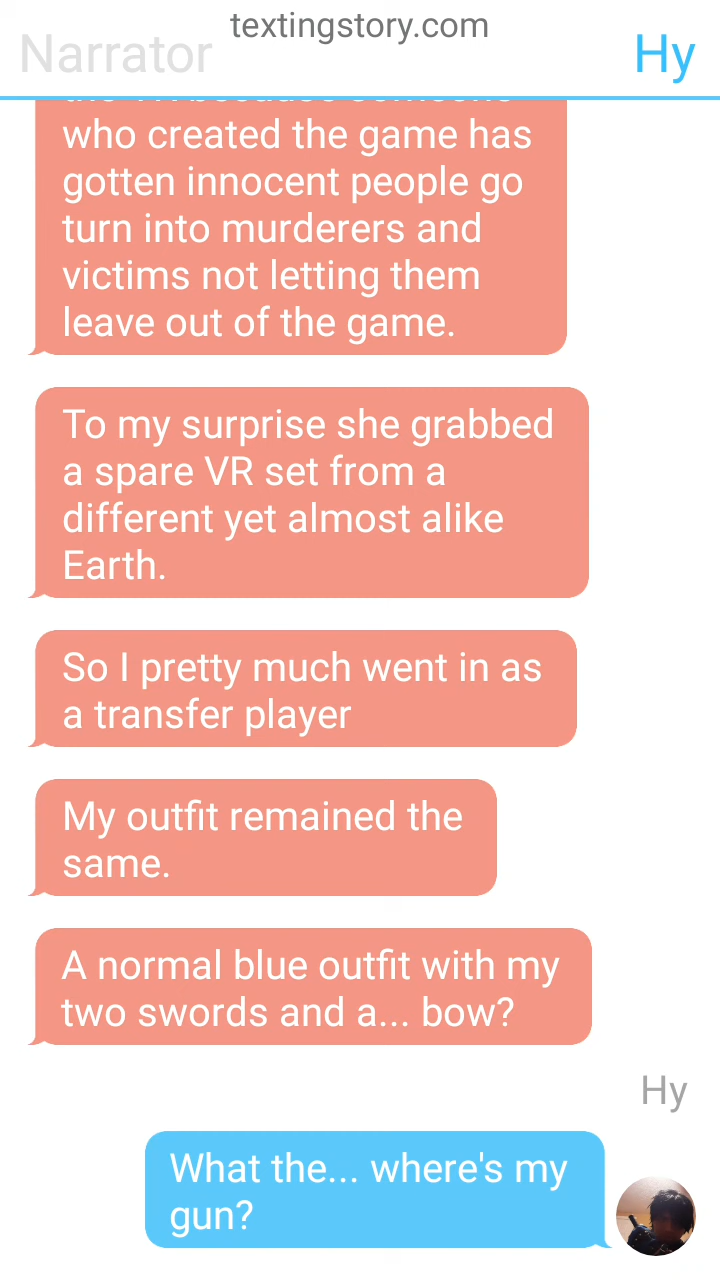 textingstory.com
Narrator
Hy
who created the game has
gotten innocent people go
turn into murderers and
victims not letting them
leave out of the game.
To my surprise she grabbed
a spare VR set from a
different yet almost alike
Earth.
So I pretty much went in as
a transfer player
My outfit remained the
same.
A normal blue outfit with my
two swords and a... bow?
Hy
What the... where's my
gun?